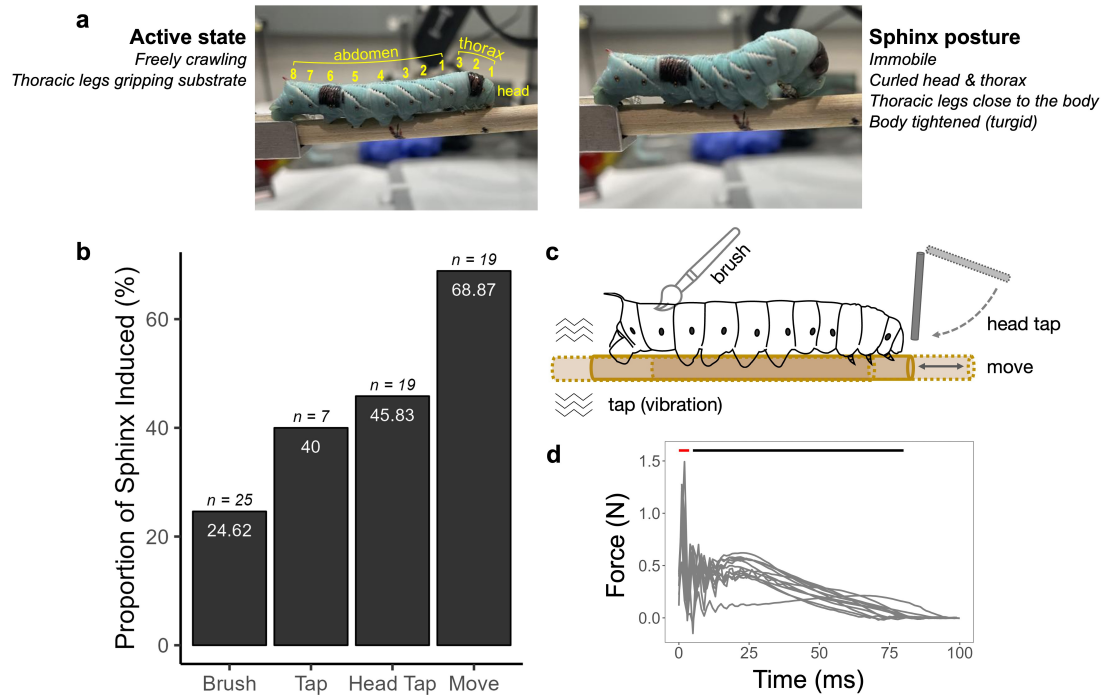 a
Active state
Freely crawling
Thoracic legs gripping substrate
abdomen
thorax
8 7 6 5 4 3 2 1 3 2 1
head
Sphinx posture
Immobile
Curled head & thorax
Thoracic legs close to the body
Body tightened (turgid)
b
Proportion of Sphinx Induced (%)
60
40
20
0
n = 25
24.62
n = 7
40
n = 19
45.83
n = 19
68.87
Brush
Tap
Head Tap
Move
c
brush
head tap
move
tap (vibration)
d
Force (N)
1.5
1.0
0.5
0.0
0
25
50
75
100
Time (ms)